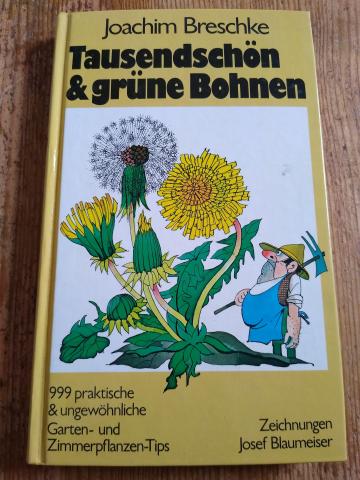 Joachim Breschke
Tausendschön
& grüne Bohnen
999 praktische
& ungewöhnliche
Garten- und
Zimmerpflanzen-Tips
Zeichnungen
Josef Blaumeiser